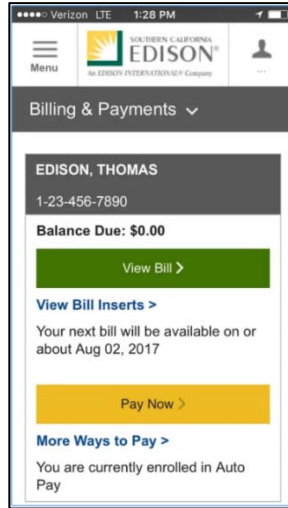 Verizon LTE 1:28 PM
Menu
SOUTHERN CALIFORNIA
EDISON®
An EDISON INTERNATIONAL® Company
...
Billing & Payments
EDISON, THOMAS
1-23-456-7890
Balance Due: $0.00
View Bill >
View Bill Inserts >
Your next bill will be available on or
about Aug 02, 2017
Pay Now >
More Ways to Pay >
You are currently enrolled in Auto
Pay